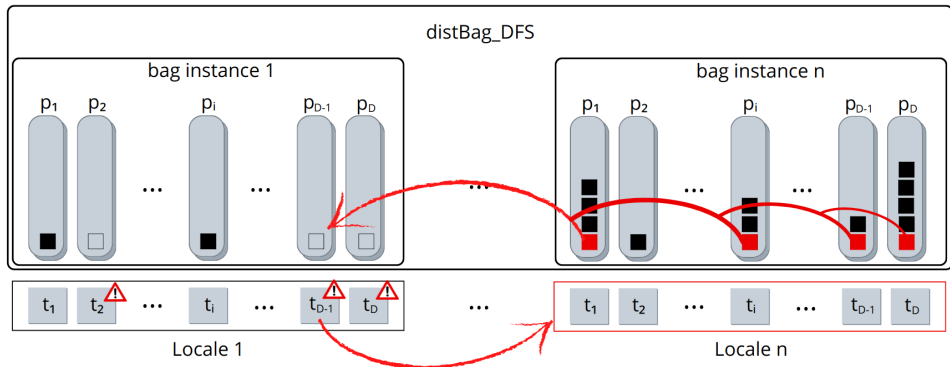 distBag_DFS
bag instance 1
bag instance n
p₁ p₂ pᵢ p_D-1 p_D
p₁ p₂ pᵢ p_D-1 p_D
... ... ... ... ...
t₁ t₂ ! ... tᵢ ... t_D-1 ! t_D !
...
t₁ t₂ ... tᵢ ... t_D-1 t_D
Locale 1
Locale n